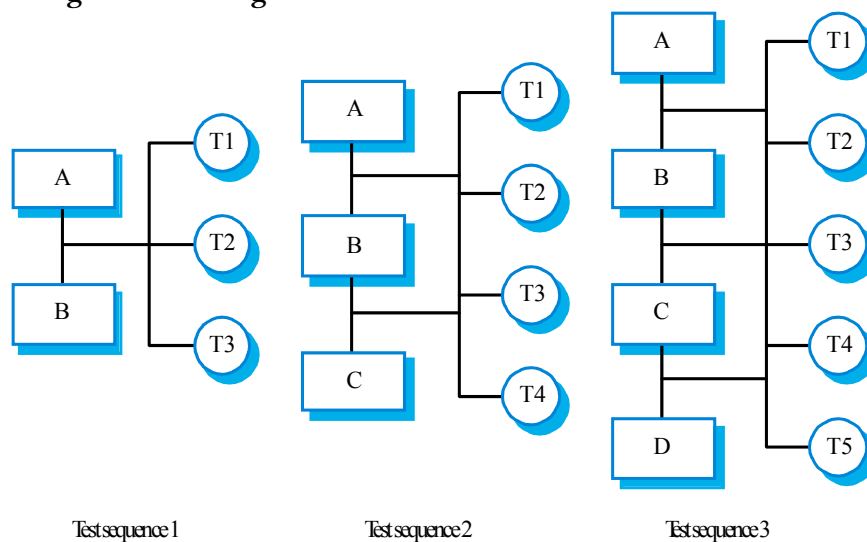 A
B
T1
T2
T3
Test sequence 1
A
B
C
T1
T2
T3
T4
Test sequence 2
A
B
C
D
T1
T2
T3
T4
T5
Test sequence 3